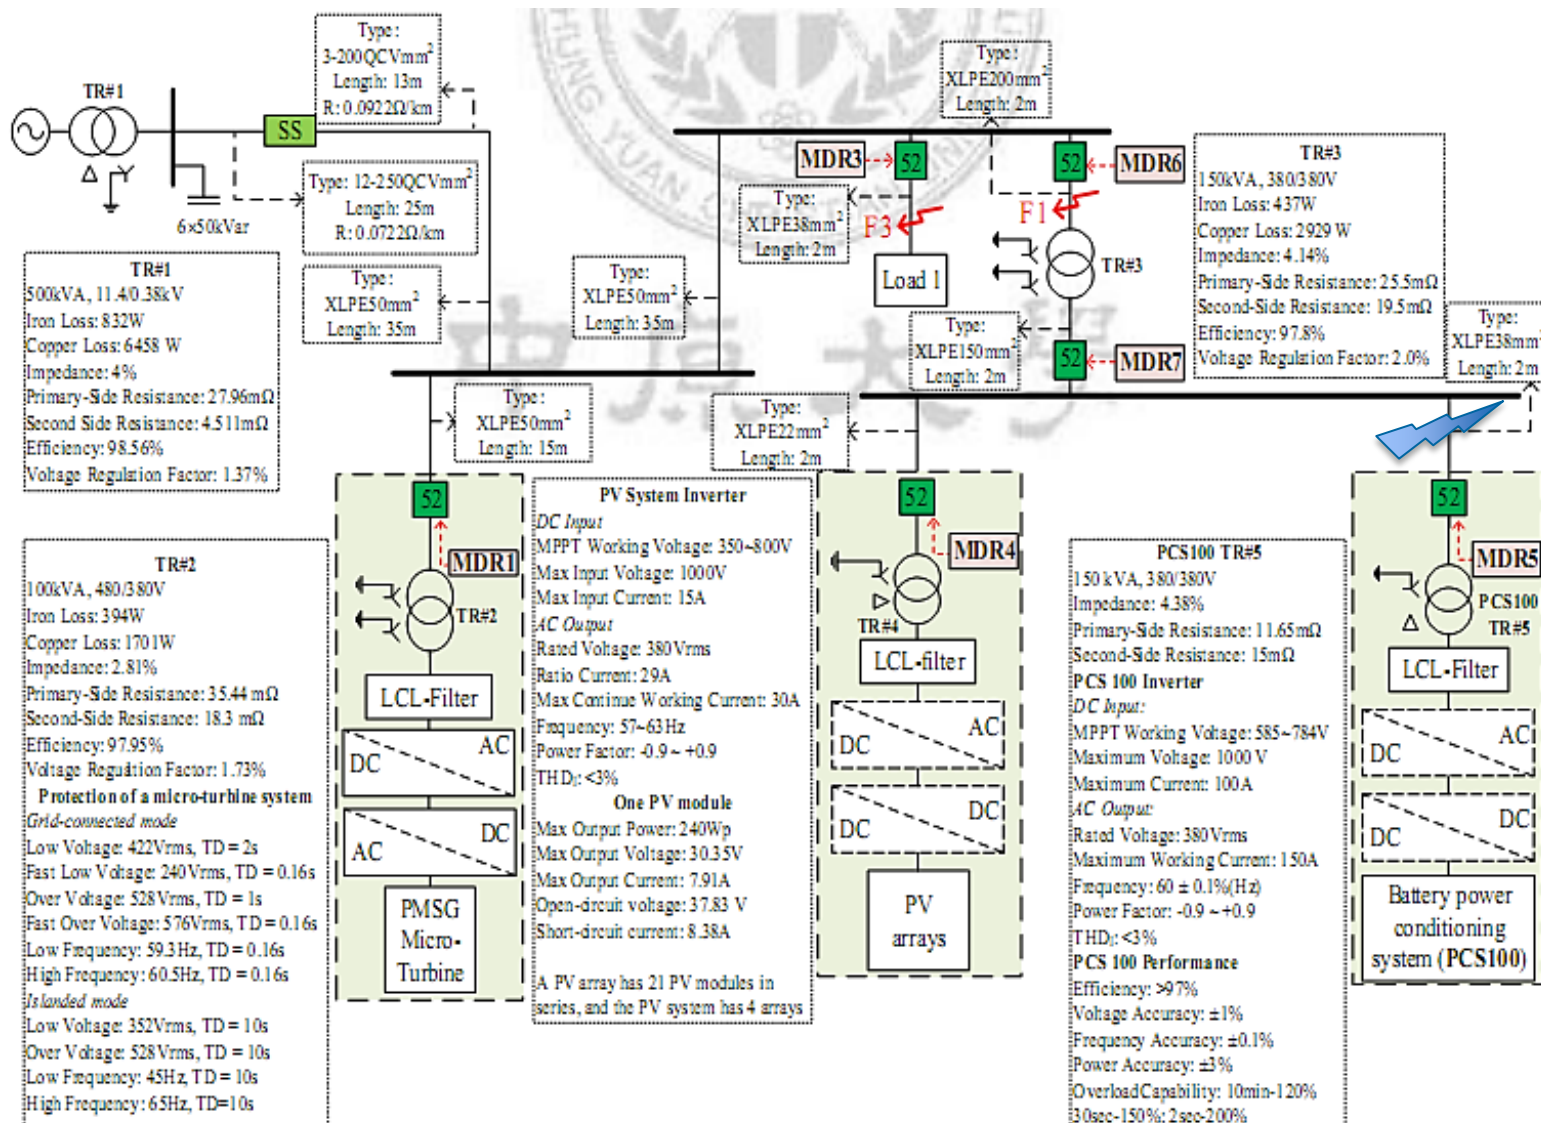 Type:
3-200QCVmm²
Length: 13m
R: 0.0922Ω/km
TR#1
SS
Type: 12-250QCVmm²
Length: 25m
R: 0.0722Ω/km
6×50kVar
Type:
XLPE200mm²
Length: 2m
MDR3
52
52
MDR6
Type:
XLPE38mm²
Length: 2m
F3
F1
Load 1
TR#3
TR#3
150kVA, 380/380V
Iron Loss: 437W
Copper Loss: 2929 W
Impedance: 4.14%
Primary-Side Resistance: 25.5mΩ
Second-Side Resistance: 19.5mΩ
Efficiency: 97.8%
Voltage Regulation Factor: 2.0%
TR#1
500kVA, 11.4/0.38kV
Iron Loss: 832W
Copper Loss: 6458 W
Impedance: 4%
Primary-Side Resistance: 27.96mΩ
Second Side Resistance: 4.511mΩ
Efficiency: 98.56%
Voltage Regulation Factor: 1.37%
Type:
XLPE50mm²
Length: 35m
Type:
XLPE50mm²
Length: 35m
Type:
XLPE150mm²
Length: 2m
52
MDR7
Type:
XLPE38mm²
Length: 2m
中原大學
Type:
XLPE50mm²
Length: 15m
Type:
XLPE22mm²
Length: 2m
52
MDR1
TR#2
LCL-Filter
AC
DC
DC
AC
PMSG
Micro-
Turbine
TR#2
100kVA, 480/380V
Iron Loss: 394W
Copper Loss: 1701W
Impedance: 2.81%
Primary-Side Resistance: 35.44 mΩ
Second-Side Resistance: 18.3 mΩ
Efficiency: 97.95%
Voltage Regulation Factor: 1.73%
Protection of a micro-turbine system
Grid-connected mode
Low Voltage: 422Vrms, TD = 2s
Fast Low Voltage: 240Vrms, TD = 0.16s
Over Voltage: 528Vrms, TD = 1s
Fast Over Voltage: 576Vrms, TD = 0.16s
Low Frequency: 59.3Hz, TD = 0.16s
High Frequency: 60.5Hz, TD = 0.16s
Islanded mode
Low Voltage: 352Vrms, TD = 10s
Over Voltage: 528Vrms, TD = 10s
Low Frequency: 45Hz, TD = 10s
High Frequency: 65Hz, TD=10s
PV System Inverter
DC Input
MPPT Working Voltage: 350~800V
Max Input Voltage: 1000V
Max Input Current: 15A
AC Output
Rated Voltage: 380Vrms
Ratio Current: 29A
Max Continue Working Current: 30A
Frequency: 57~63Hz
Power Factor: -0.9 ~ +0.9
THDI: <3%
One PV module
Max Output Power: 240Wp
Max Output Voltage: 30.35V
Max Output Current: 7.91A
Open-circuit voltage: 37.83 V
Short-circuit current: 8.38A
A PV array has 21 PV modules in
series, and the PV system has 4 arrays
52
MDR4
TR#4
LCL-filter
AC
DC
DC
DC
PV
arrays
PCS100 TR#5
150 kVA, 380/380V
Impedance: 4.38%
Primary-Side Resistance: 11.65mΩ
Second-Side Resistance: 15mΩ
PCS 100 Inverter
DC Input:
MPPT Working Voltage: 585~784V
Maximum Voltage: 1000 V
Maximum Current: 100A
AC Output:
Rated Voltage: 380Vrms
Maximum Working Current: 150A
Frequency: 60 ± 0.1%(Hz)
Power Factor: -0.9 ~ +0.9
THDI: <3%
PCS 100 Performance
Efficiency: >97%
Voltage Accuracy: ±1%
Frequency Accuracy: ±0.1%
Power Accuracy: ±3%
Overload Capability: 10min-120%
30sec-150%; 2sec-200%
52
MDR5
PCS100
TR#5
LCL-Filter
AC
DC
DC
DC
Battery power
conditioning
system (PCS100)